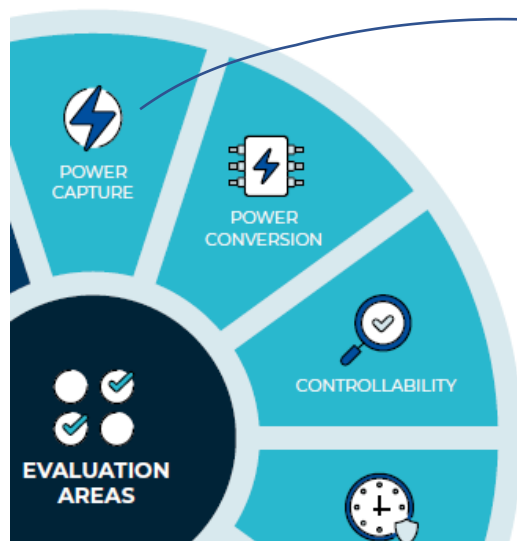 POWER
CAPTURE
POWER
CONVERSION
CONTROLLABILITY
EVALUATION
AREAS